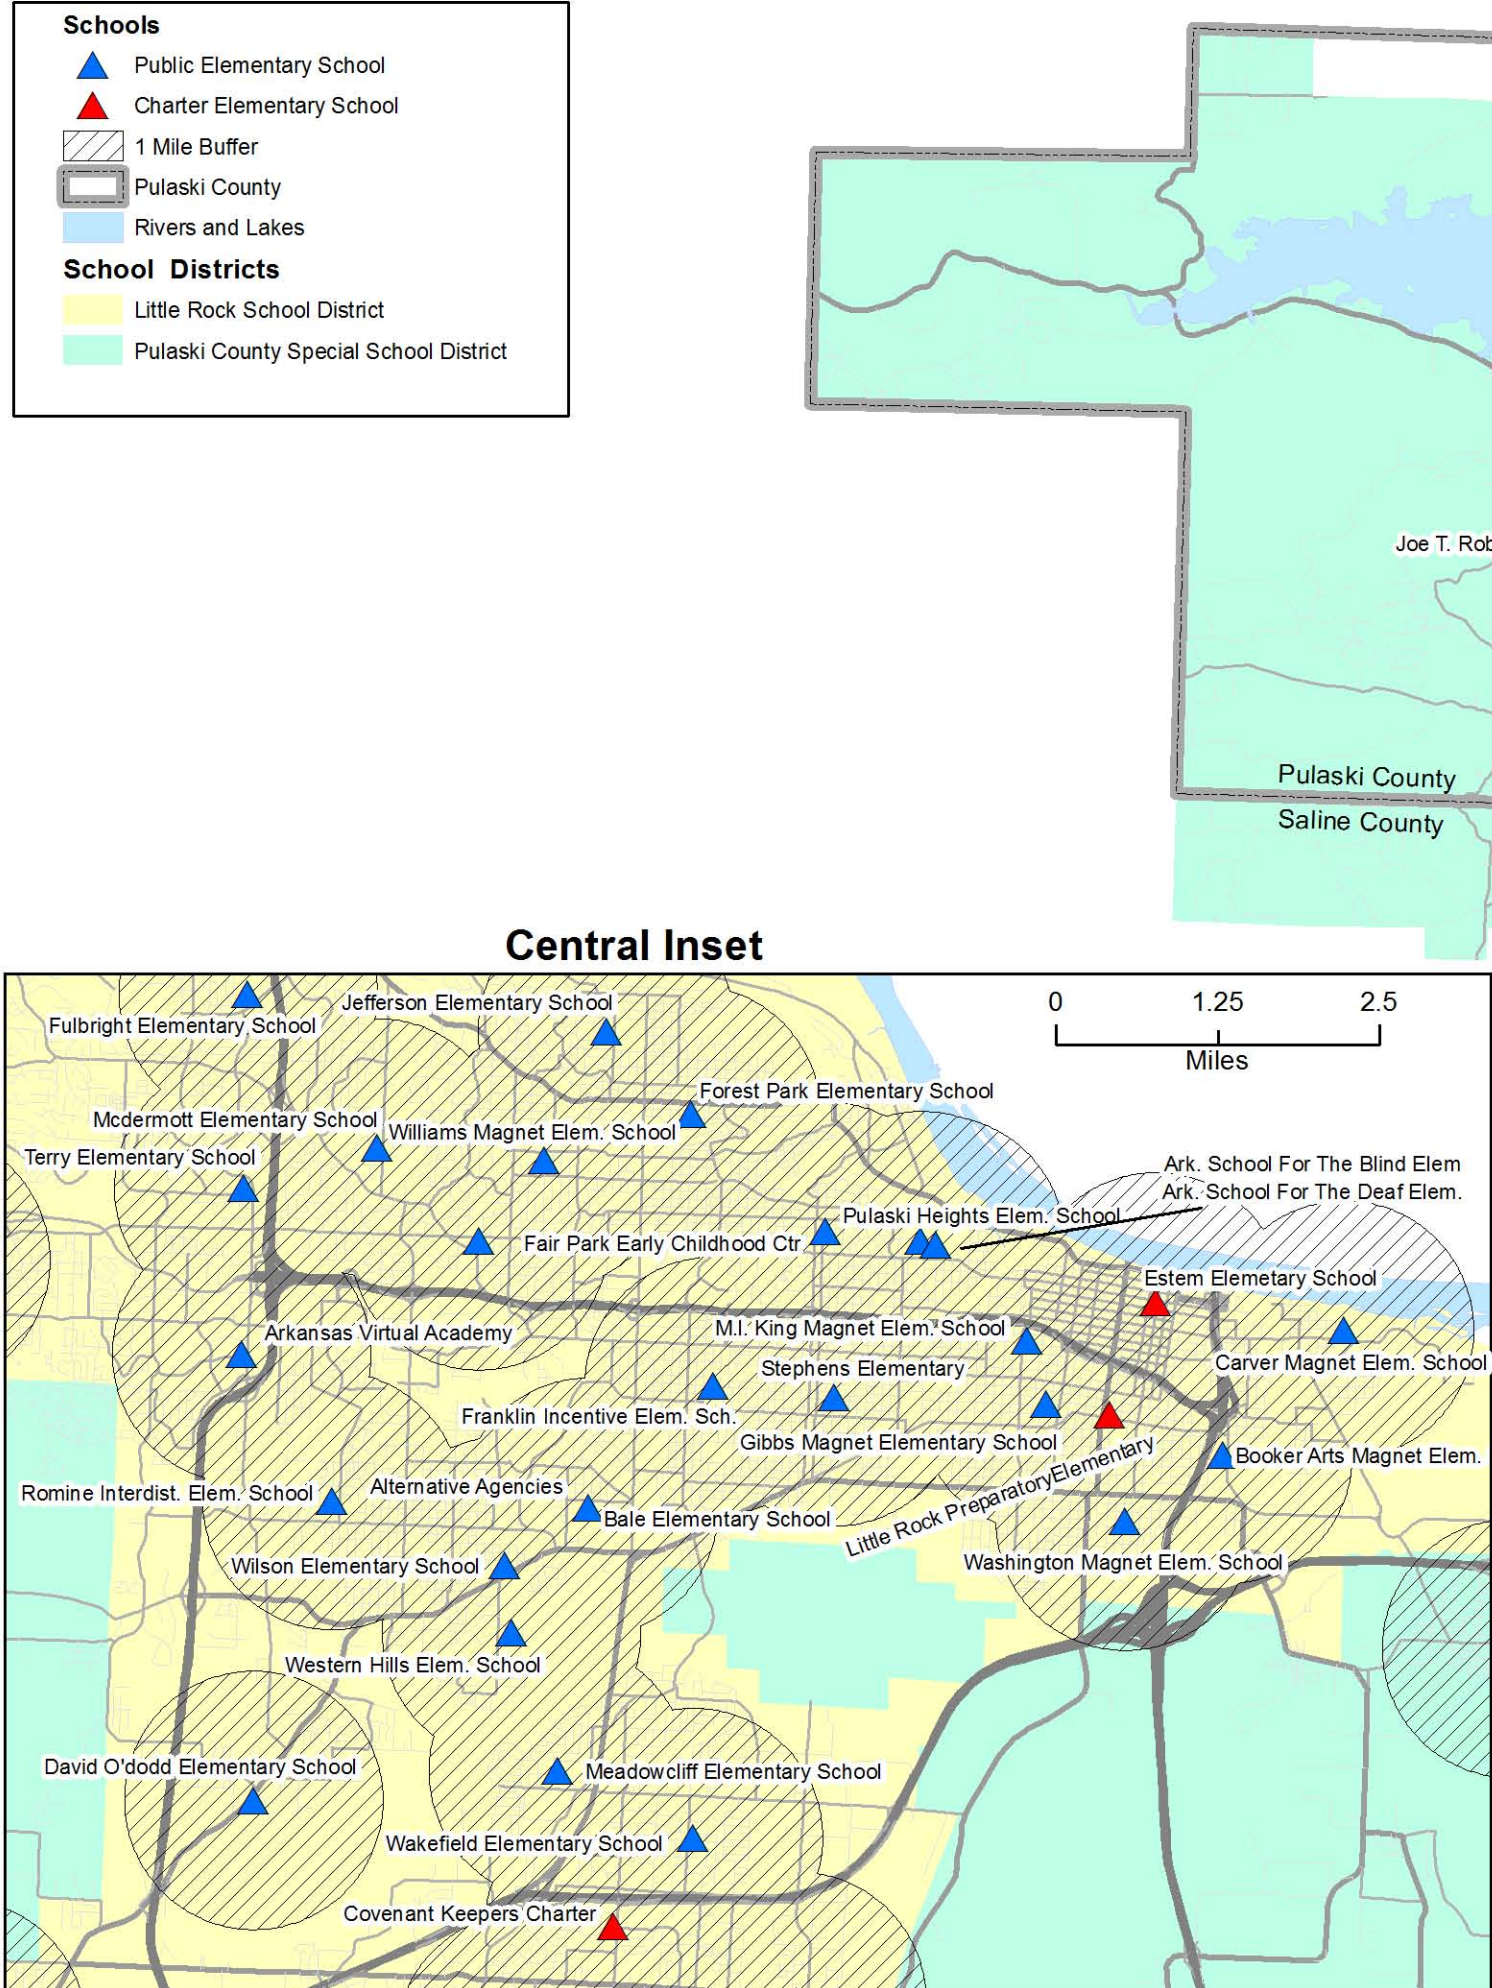 Schools
Public Elementary School
Charter Elementary School
1 Mile Buffer
Pulaski County
Rivers and Lakes
School Districts
Little Rock School District
Pulaski County Special School District
Joe T. Rob
Pulaski County
Saline County
Central Inset
0 1.25 2.5
Miles
Jefferson Elementary School
Fulbright Elementary School
Forest Park Elementary School
Mcdermott Elementary School
Williams Magnet Elem. School
Terry Elementary School
Ark. School For The Blind Elem
Ark. School For The Deaf Elem.
Pulaski Heights Elem. School
Fair Park Early Childhood Ctr
Estem Elemetary School
Arkansas Virtual Academy
M.l. King Magnet Elem. School
Carver Magnet Elem. School
Stephens Elementary
Franklin Incentive Elem. Sch.
Gibbs Magnet Elementary School
Booker Arts Magnet Elem.
Little Rock PreparatoryElementary
Romine Interdist. Elem. School
Alternative Agencies
Bale Elementary School
Wilson Elementary School
Washington Magnet Elem. School
Western Hills Elem. School
David O'dodd Elementary School
Meadowcliff Elementary School
Wakefield Elementary School
Covenant Keepers Charter